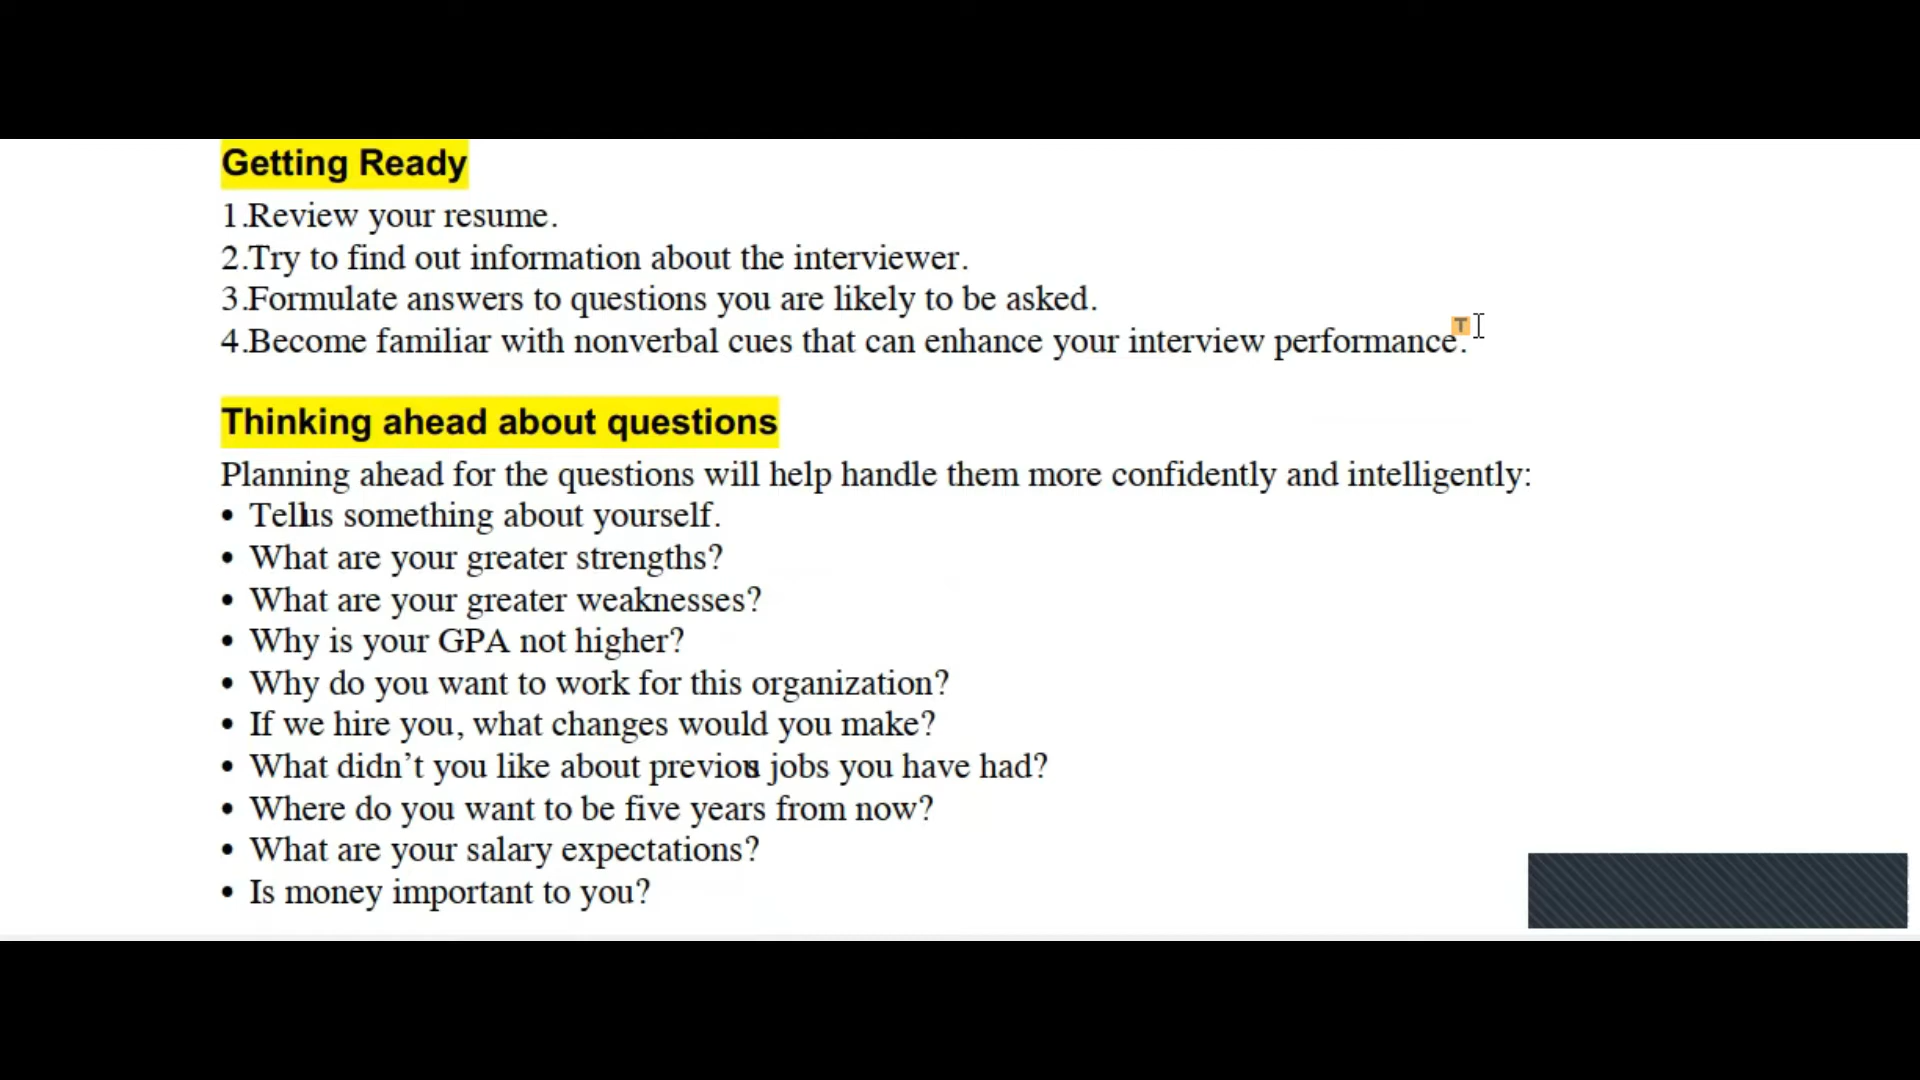 Getting Ready
1.Review your resume.
2.Try to find out information about the interviewer.
3.Formulate answers to questions you are likely to be asked.
4.Become familiar with nonverbal cues that can enhance your interview performance.
T
Thinking ahead about questions
Planning ahead for the questions will help handle them more confidently and intelligently:
• Tell us something about yourself.
• What are your greater strengths?
• What are your greater weaknesses?
• Why is your GPA not higher?
• Why do you want to work for this organization?
• If we hire you, what changes would you make?
• What didn’t you like about previous jobs you have had?
• Where do you want to be five years from now?
• What are your salary expectations?
• Is money important to you?